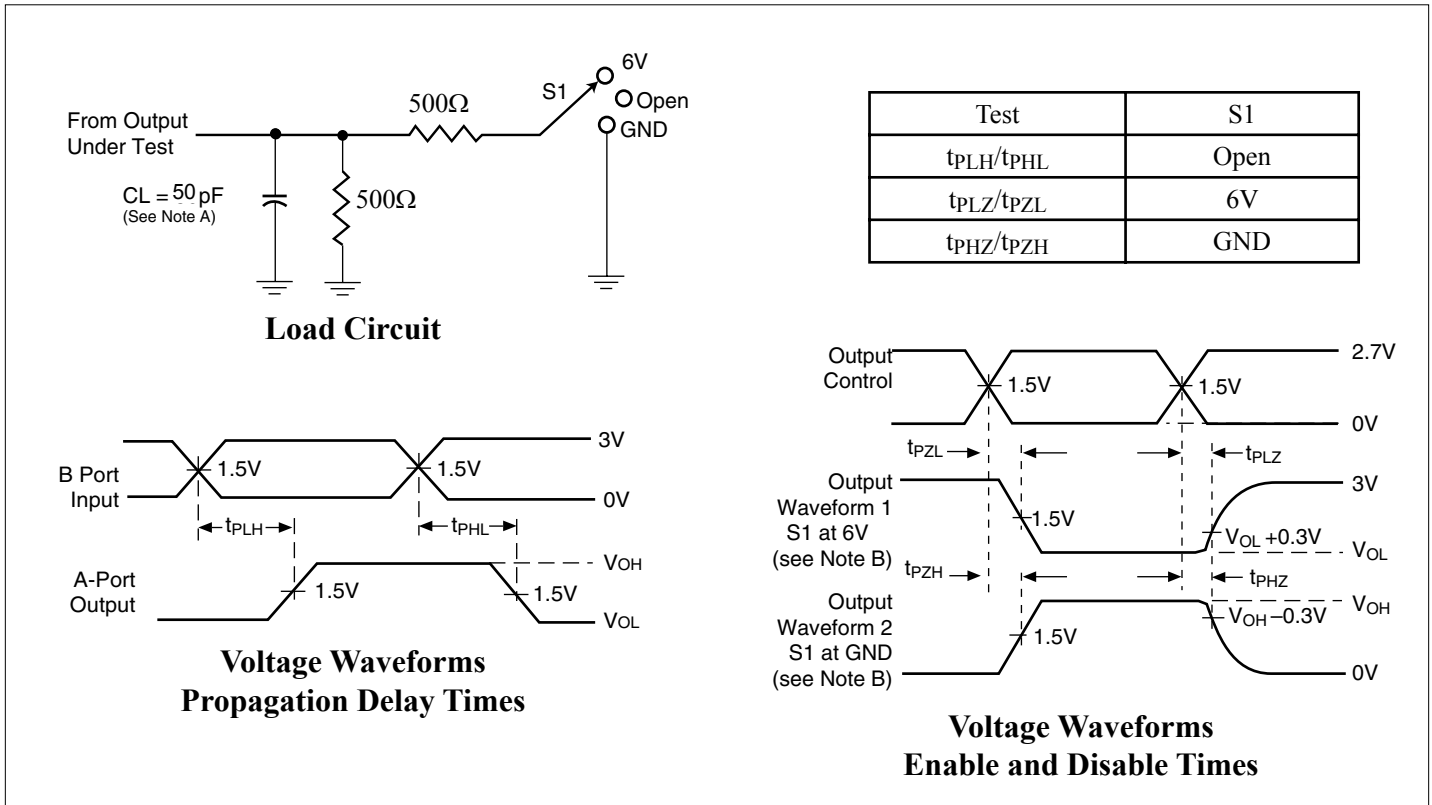 6V
S1
Open
GND
500Ω
From Output
Under Test
CL = 50 pF
(See Note A)
500Ω
Load Circuit
Test S1
tPLH/tPHL Open
tPLZ/tPZL 6V
tPHZ/tPZH GND
B Port
Input
1.5V
1.5V
3V
0V
tPLH
tPHL
A-Port
Output
1.5V
1.5V
VOH
VOL
Voltage Waveforms
Propagation Delay Times
Output
Control
1.5V
1.5V
2.7V
0V
tPZL
tPLZ
Output
Waveform 1
S1 at 6V
(see Note B)
1.5V
3V
VOL +0.3V
VOL
tPZH
tPHZ
Output
Waveform 2
S1 at GND
(see Note B)
1.5V
VOH
VOH –0.3V
0V
Voltage Waveforms
Enable and Disable Times